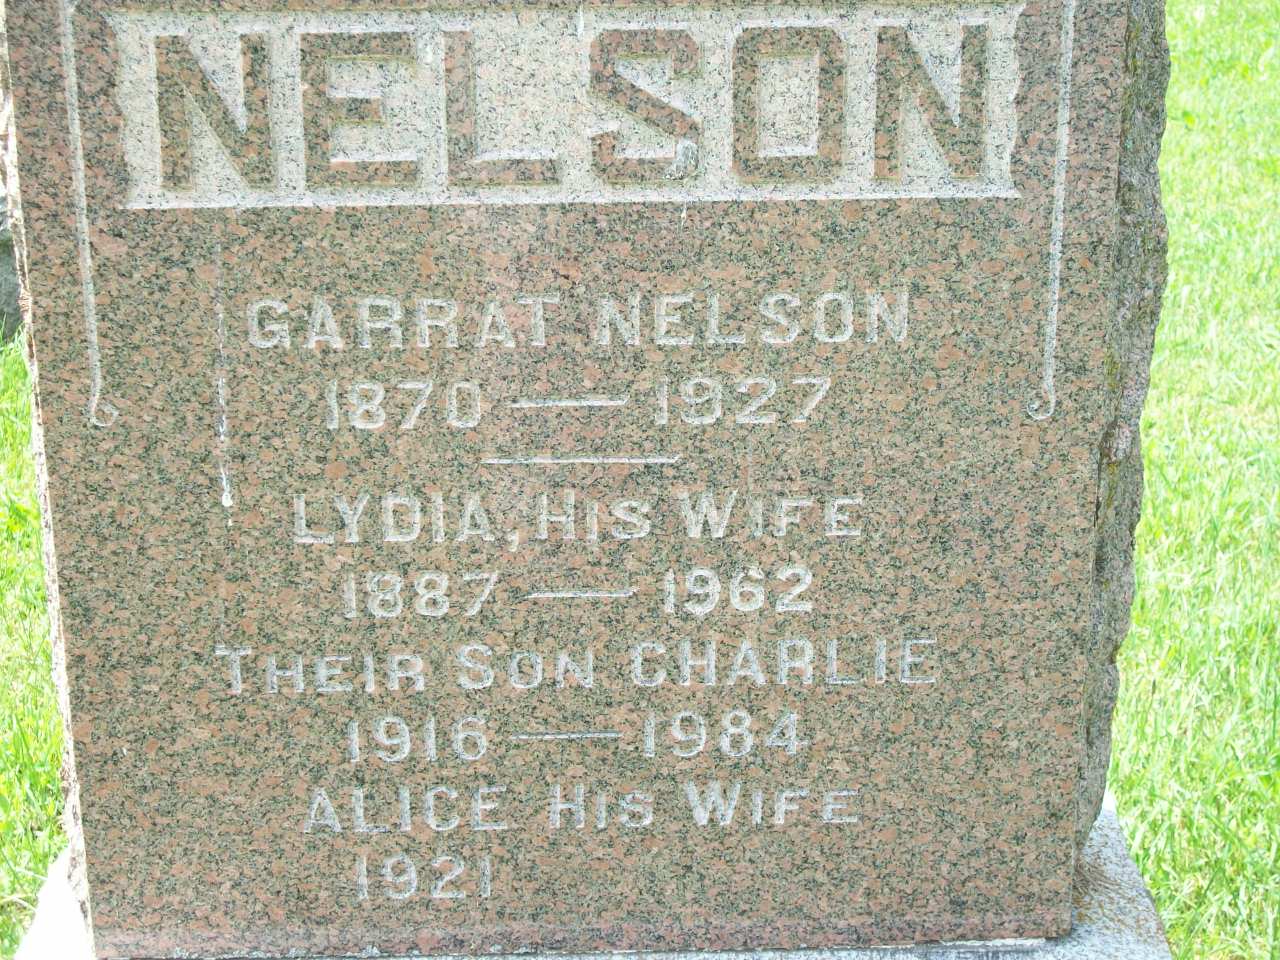 NELSON
GARRAT NELSON
1870 — 1927
LYDIA, HIS WIFE
1887 — 1962
THEIR SON CHARLIE
1916 — 1984
ALICE HIS WIFE
1921